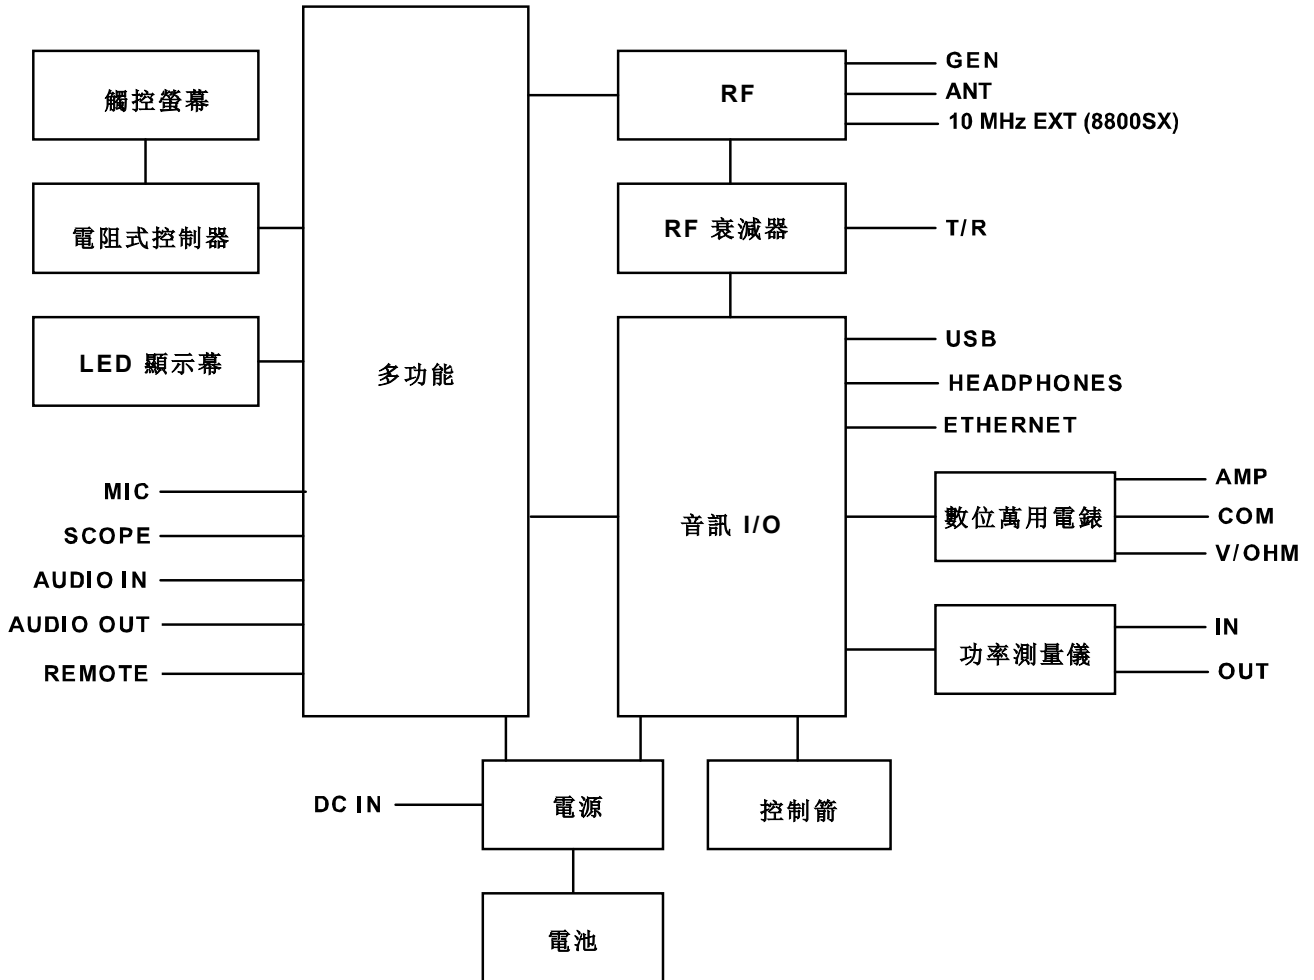 GEN
觸控螢幕
RF
ANT
10 MHz EXT (8800SX)
電阻式控制器
RF 衰減器
T/R
USB
LED 顯示幕
多功能
HEADPHONES
ETHERNET
AMP
MIC
數位萬用電錶
COM
SCOPE
音訊 I/O
V/OHM
AUDIO IN
AUDIO OUT
IN
功率測量儀
REMOTE
OUT
DC IN
電源
控制箭
電池